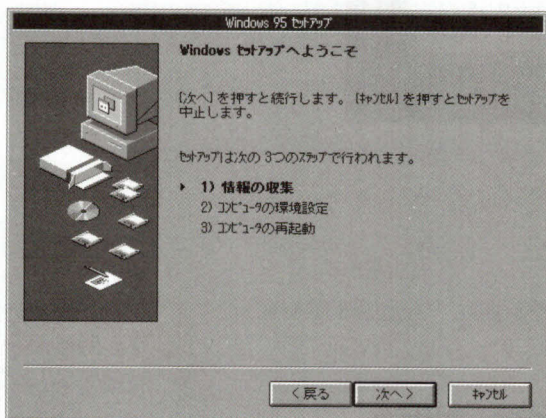 Windows 95 ｾｯﾄｱｯﾌﾟ
Windows ｾｯﾄｱｯﾌﾟへようこそ
[次へ] を押すと続行します。 [ｷｬﾝｾﾙ] を押すとｾｯﾄｱｯﾌﾟを
中止します。
ｾｯﾄｱｯﾌﾟは次の 3つのｽﾃｯﾌﾟで行われます。
1) 情報の収集
2) ｺﾝﾋﾟｭｰﾀの環境設定
3) ｺﾝﾋﾟｭｰﾀの再起動
< 戻る
次へ >
ｷｬﾝｾﾙ